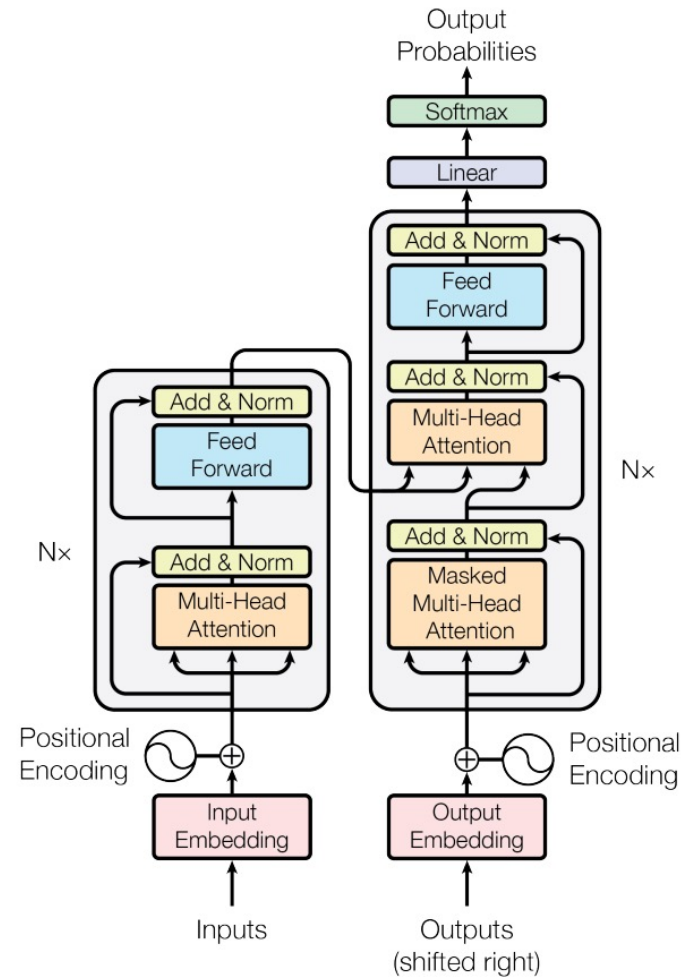 Output
Probabilities
Softmax
Linear
Add & Norm
Feed
Forward
Add & Norm
Multi-Head
Attention
Add & Norm
Masked
Multi-Head
Attention
Nx
Add & Norm
Feed
Forward
Add & Norm
Multi-Head
Attention
Nx
Positional
Encoding
Positional
Encoding
Input
Embedding
Output
Embedding
Inputs
Outputs
(shifted right)